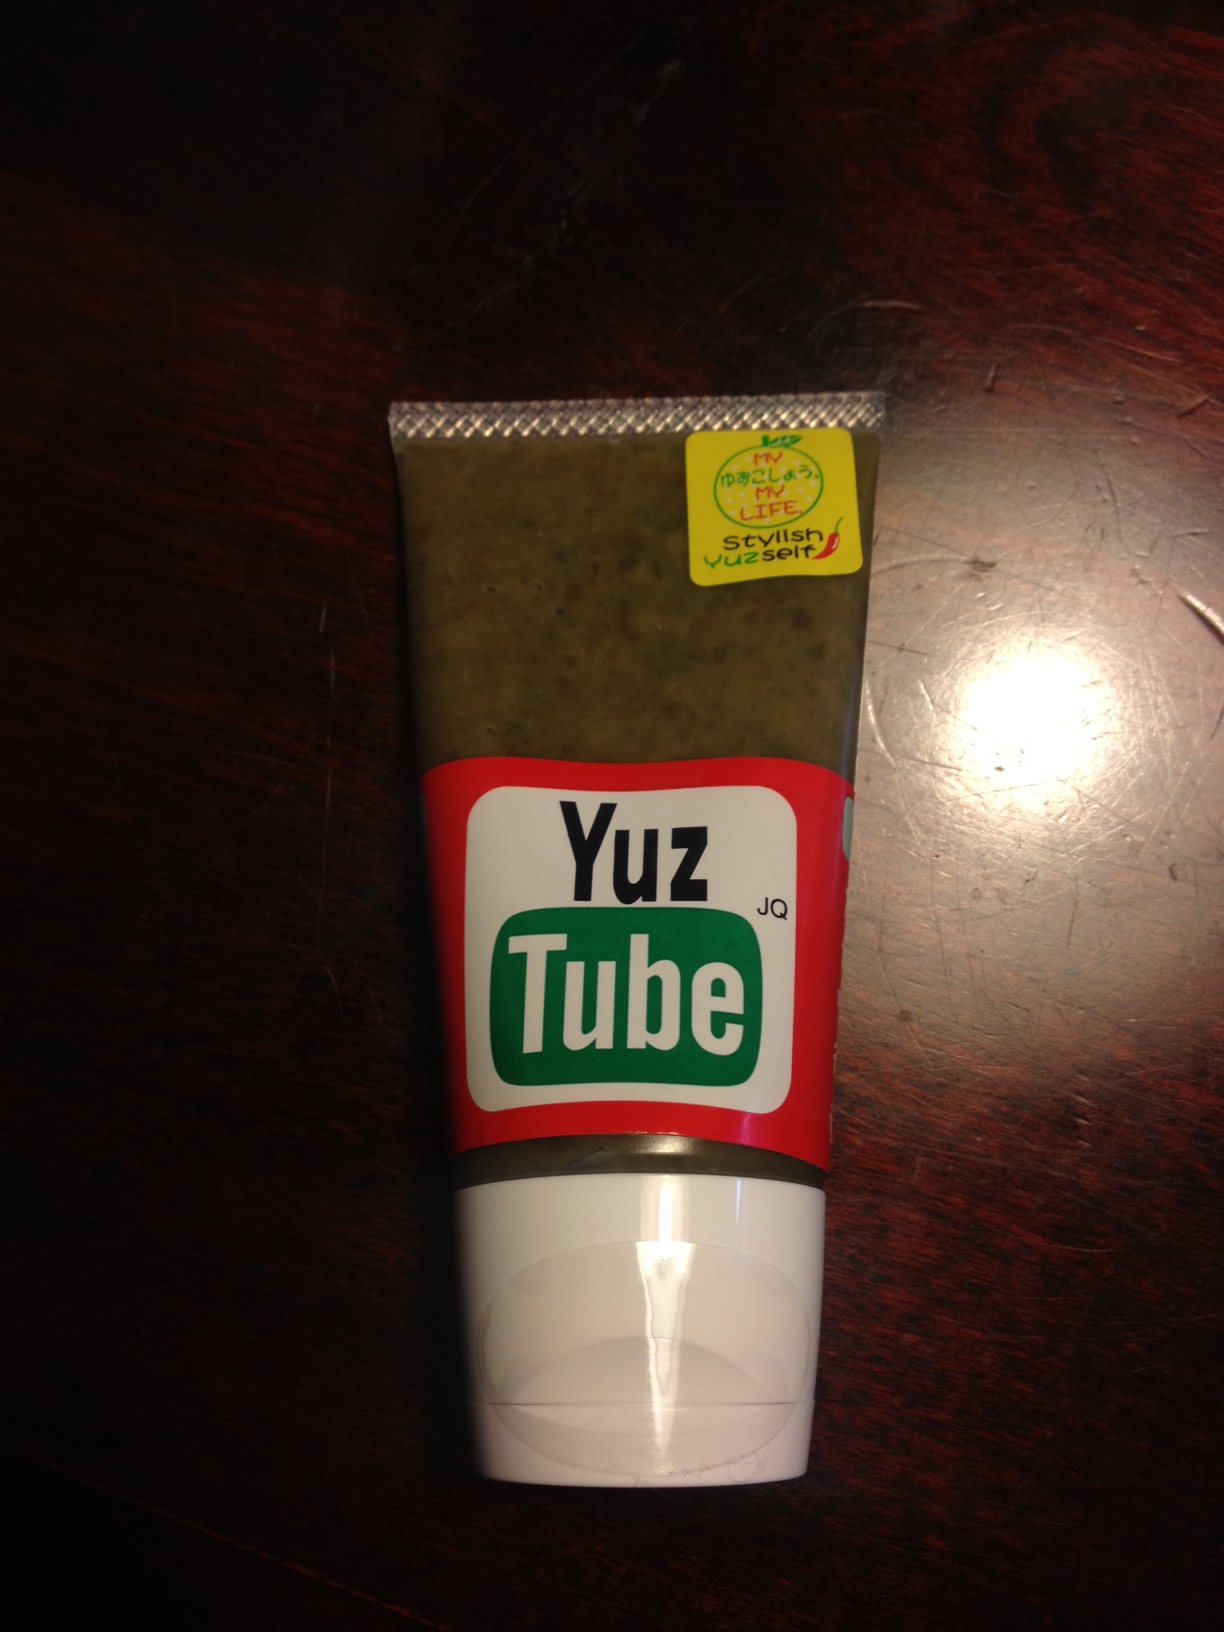 MY
ゆずこしょう。
MY
LIFE.
Stylish
Yuzself
Yuz
JQ
Tube